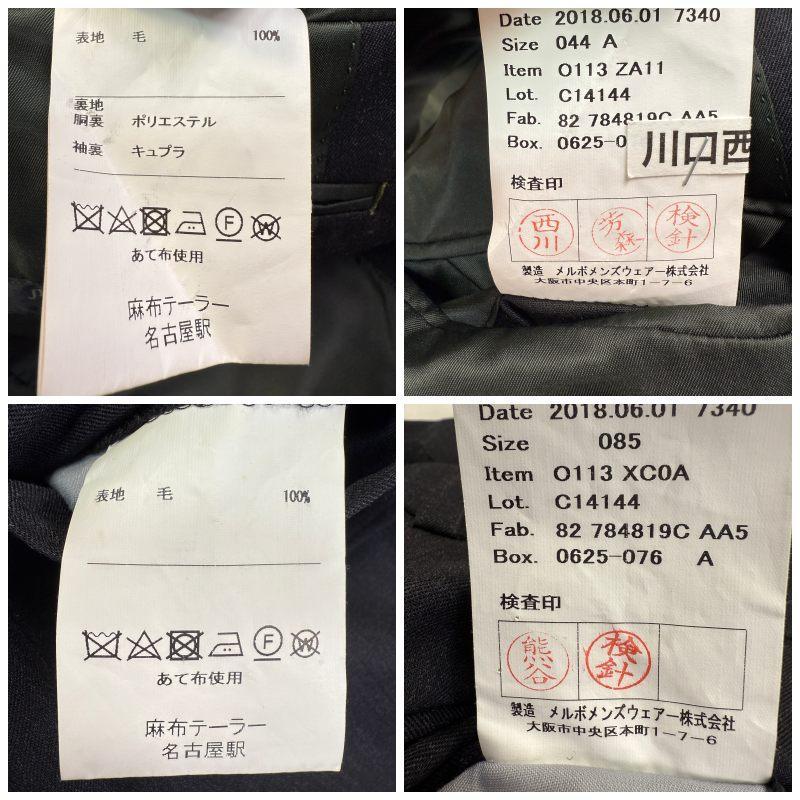 表地 毛 100%
裏地
胴裏 ポリエステル
袖裏 キュプラ
F
W
あて布使用
麻布テーラー
名古屋駅
Date 2018.06.01 7340
Size 044 A
Item O113 ZA11
Lot. C14144
Fab. 82 784819C AA5
Box. 0625-0
川口西
検査印
西川
検針
製造 メルボメンズウェアー株式会社
大阪市中央区本町1-7-6
表地 毛 100%
F
W
あて布使用
麻布テーラー
名古屋駅
Date 2018.06.01 7340
Size 085
Item O113 XC0A
Lot. C14144
Fab. 82 784819C AA5
Box. 0625-076 A
検査印
熊谷
検針
製造 メルボメンズウェアー株式会社
大阪市中央区本町1-7-6